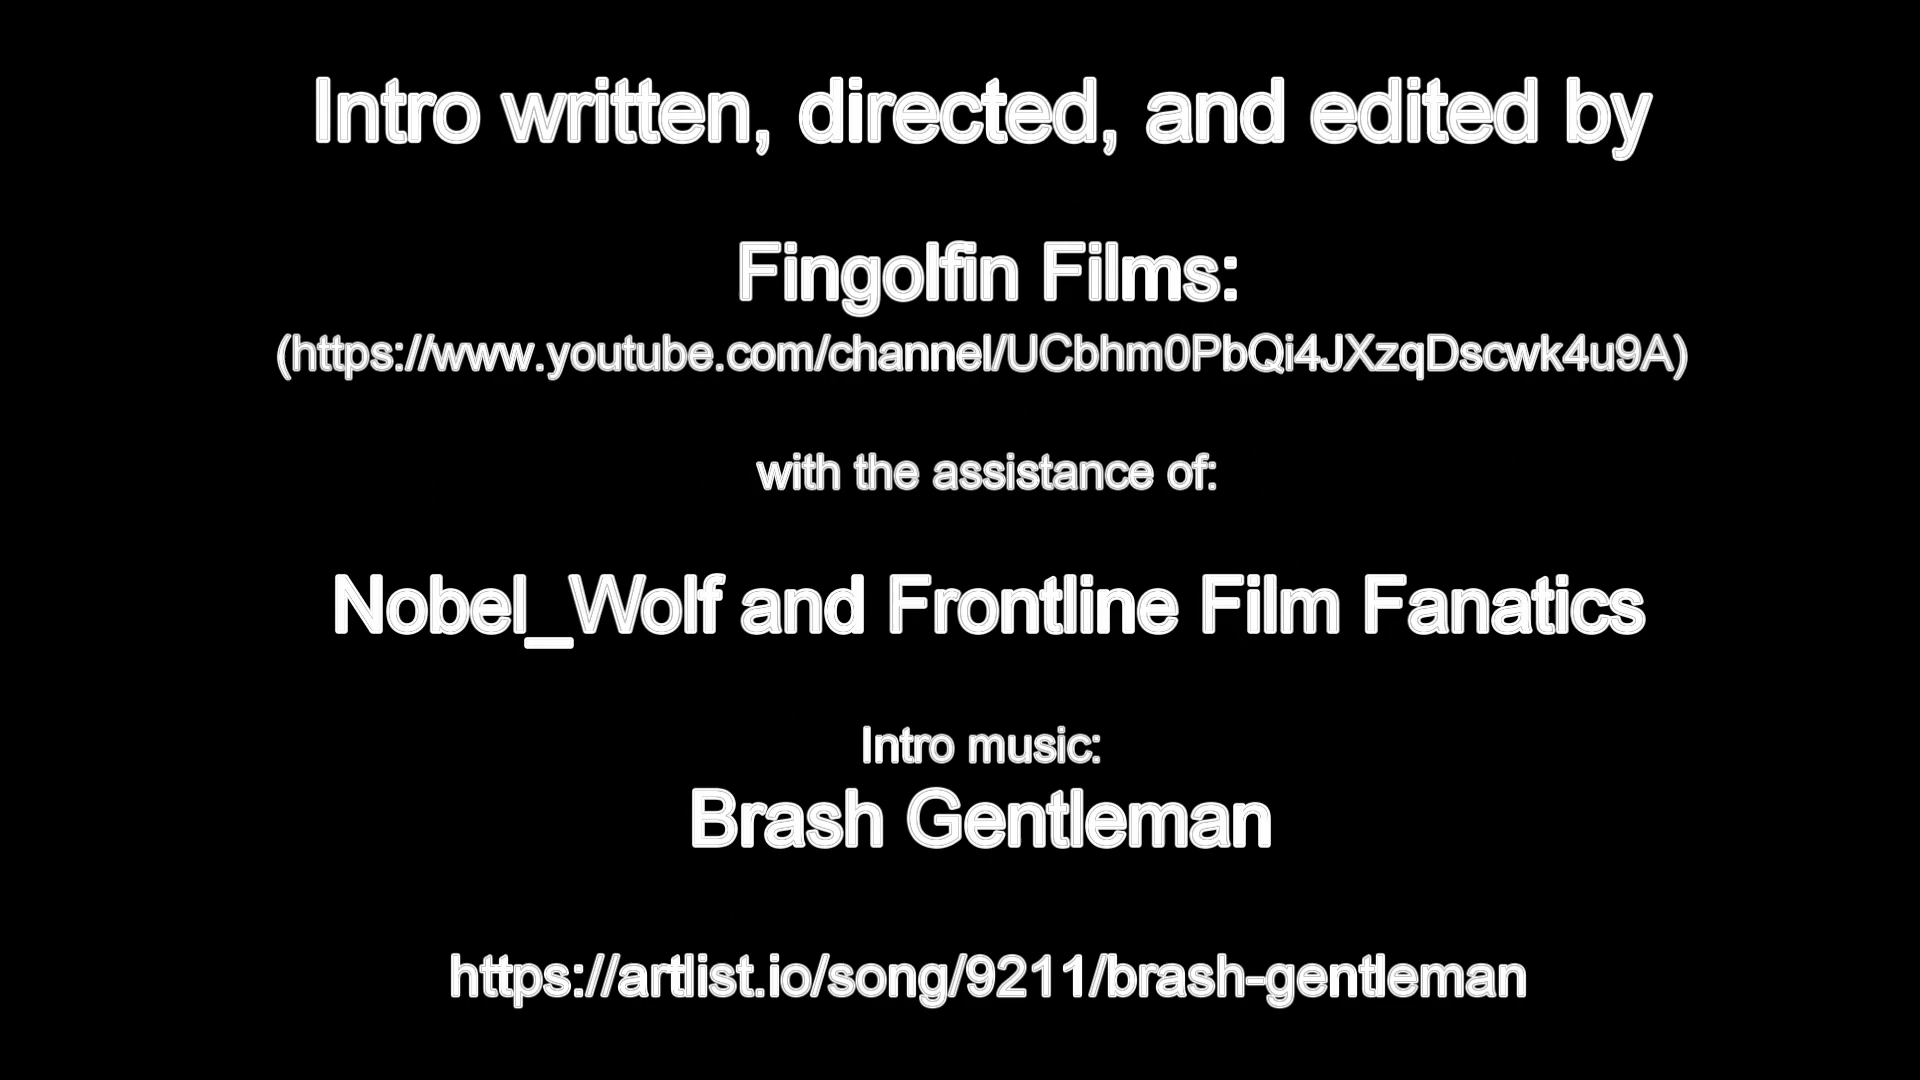 Intro written, directed, and edited by
Fingolfin Films:
(https://www.youtube.com/channel/UCbhm0PbQi4JXzqDscwk4u9A)
with the assistance of:
Nobel_Wolf and Frontline Film Fanatics
Intro music:
Brash Gentleman
https://artlist.io/song/9211/brash-gentleman